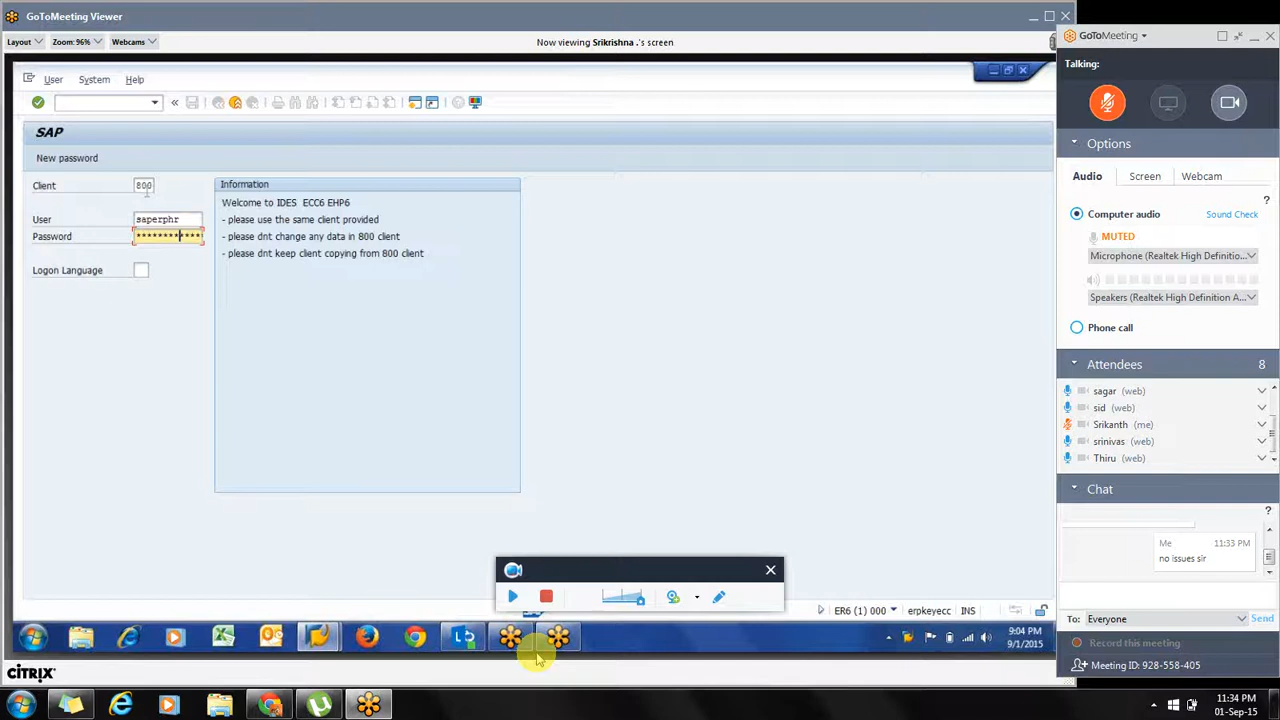 GoToMeeting Viewer
Layout
Zoom: 96%
Webcams
Now viewing Srikrishna .'s screen
User
System
Help
SAP
New password
Client
800
User
saperphr
Password
************
Logon Language
Information
Welcome to IDES ECC6 EHP6
- please use the same client provided
- please dnt change any data in 800 client
- please dnt keep client copying from 800 client
ER6 (1) 000
erpkeyecc
INS
9:04 PM
9/1/2015
CITRIX
GoToMeeting
Talking:
Options
Audio
Screen
Webcam
?
Computer audio
Sound Check
MUTED
Microphone (Realtek High Definitio...
Speakers (Realtek High Definition A...
Phone call
Attendees
8
sagar (web)
sid (web)
Srikanth (me)
srinivas (web)
Thiru (web)
Chat
?
Me
11:33 PM
no issues sir
To:
Everyone
Send
Record this meeting
Meeting ID: 928-558-405
11:34 PM
01-Sep-15